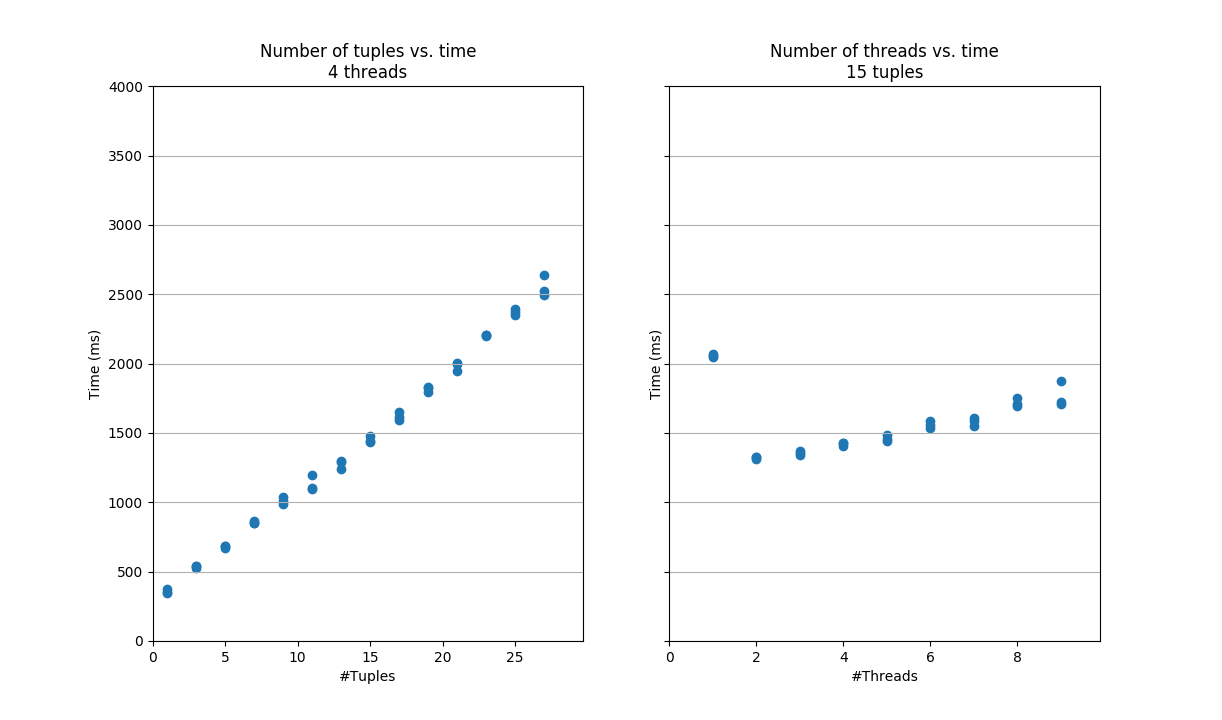 Number of tuples vs. time
4 threads
Number of threads vs. time
15 tuples
4000
3500
3000
2500
2000
1500
1000
500
0
Time (ms)
0 5 10 15 20 25
#Tuples
Time (ms)
0 2 4 6 8
#Threads